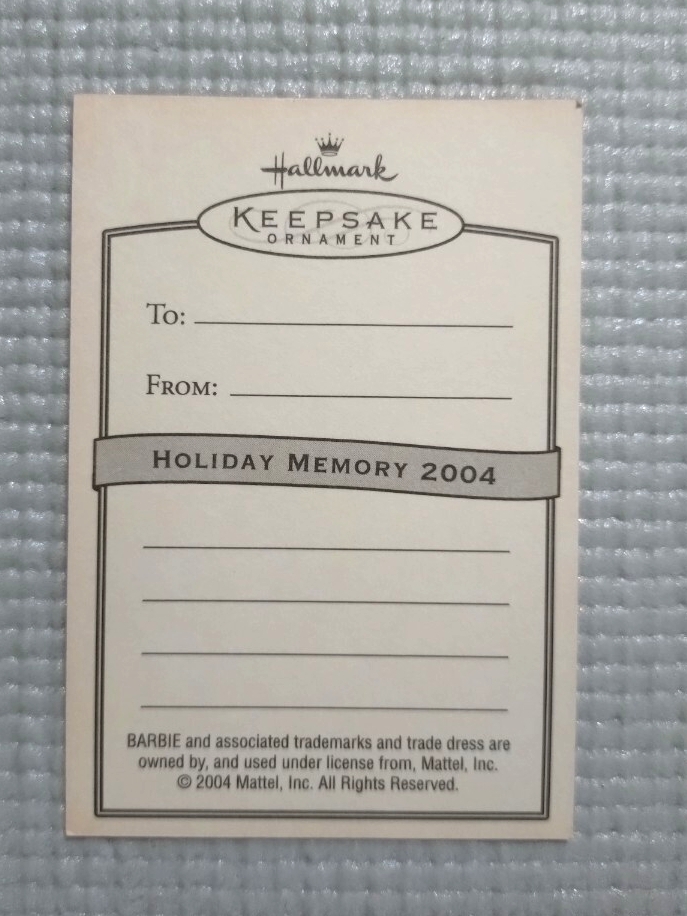 Hallmark
KEEPSAKE
ORNAMENT
TO:
FROM:
HOLIDAY MEMORY 2004
BARBIE and associated trademarks and trade dress are
owned by, and used under license from, Mattel, Inc.
© 2004 Mattel, Inc. All Rights Reserved.